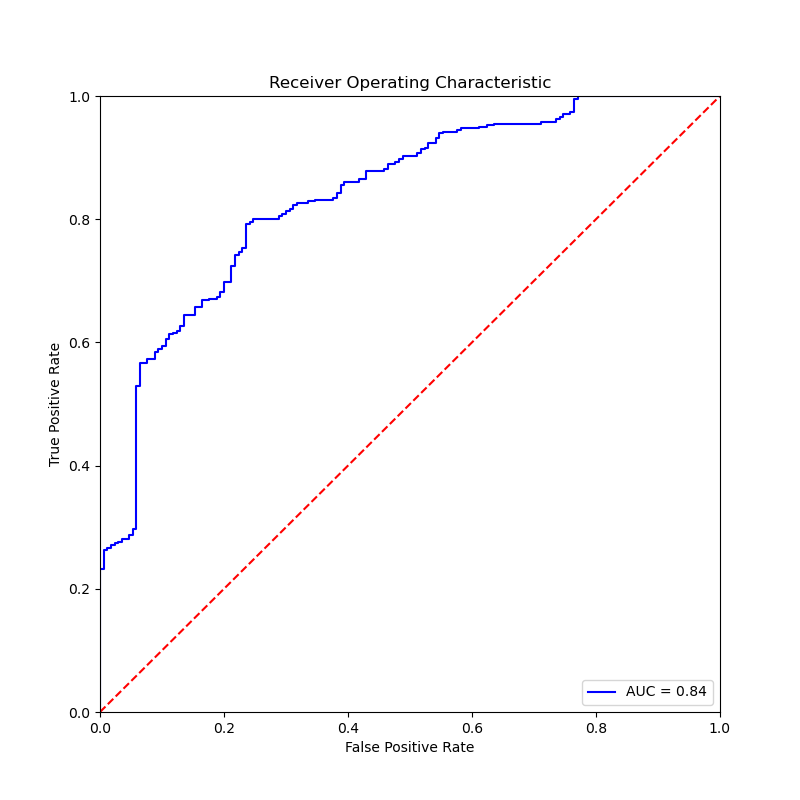 Receiver Operating Characteristic
1.0
0.8
0.6
0.4
0.2
0.0
True Positive Rate
AUC = 0.84
0.0 0.2 0.4 0.6 0.8 1.0
False Positive Rate